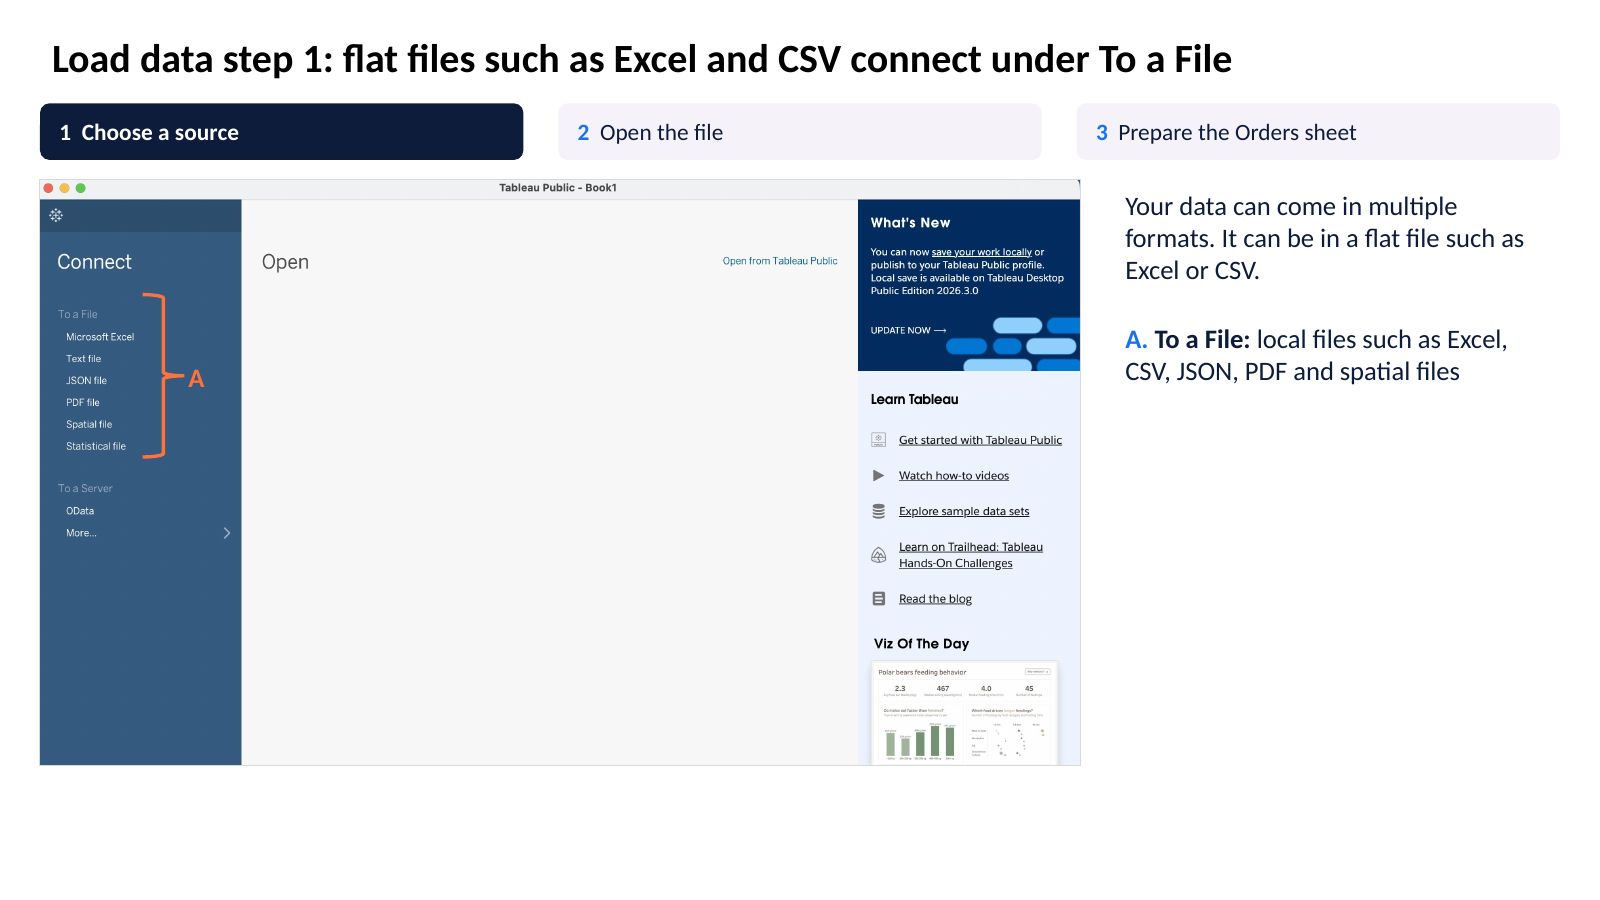 Load data step 1: flat files such as Excel and CSV connect under To a File
1 Choose a source
2 Open the file
3 Prepare the Orders sheet
Tableau Public - Book1
Connect
To a File
Microsoft Excel
Text file
JSON file
PDF file
Spatial file
Statistical file
A
To a Server
OData
More...
Open
Open from Tableau Public
What's New
You can now save your work locally or
publish to your Tableau Public profile.
Local save is available on Tableau Desktop
Public Edition 2026.3.0
UPDATE NOW →
Learn Tableau
Get started with Tableau Public
Watch how-to videos
Explore sample data sets
Learn on Trailhead: Tableau
Hands-On Challenges
Read the blog
Viz Of The Day
Polar bears feeding behavior
2.3
467
4.0
45
Your data can come in multiple
formats. It can be in a flat file such as
Excel or CSV.
A. To a File: local files such as Excel,
CSV, JSON, PDF and spatial files